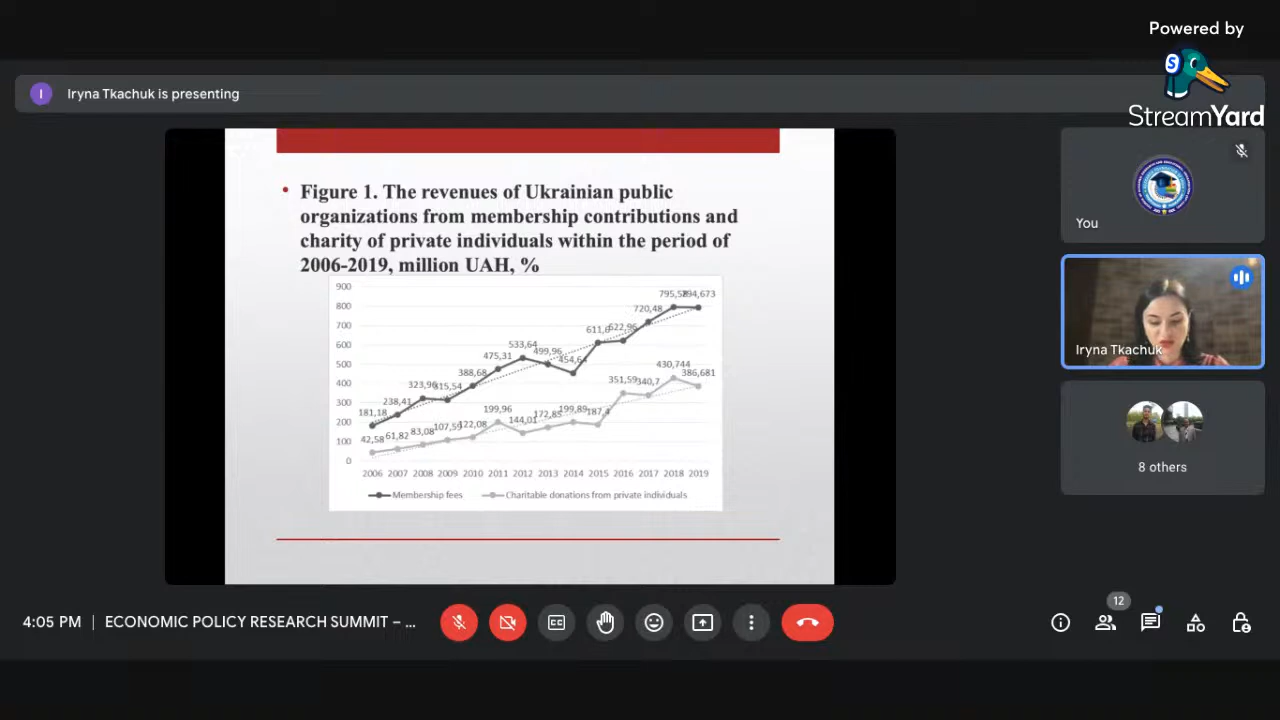 Powered by
StreamYard
I
Iryna Tkachuk is presenting
You
Iryna Tkachuk
8 others
• Figure 1. The revenues of Ukrainian public
organizations from membership contributions and
charity of private individuals within the period of
2006-2019, million UAH, %
900
800
700
600
500
400
300
200
100
0
181,18
238,41
323,96
315,54
388,68
475,31
533,64
499,96
454,64
611,6
622,96
720,48
795,58
794,673
42,58
61,82
83,08
107,59
122,08
199,96
144,01
172,85
199,89
187,4
351,59
340,7
430,744
386,681
2006 2007 2008 2009 2010 2011 2012 2013 2014 2015 2016 2017 2018 2019
Membership fees Charitable donations from private individuals
4:05 PM | ECONOMIC POLICY RESEARCH SUMMIT – ...
12